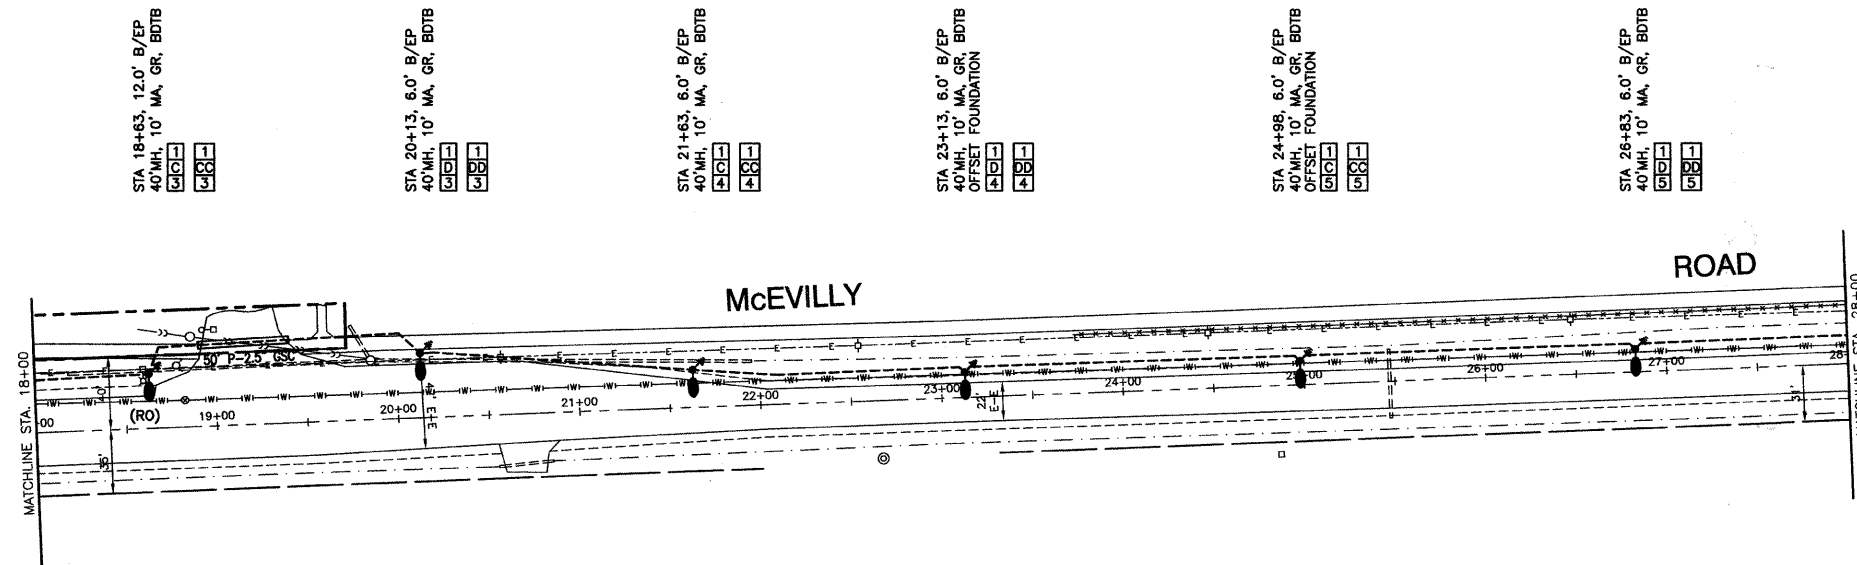 STA 18+63, 12.0' B/EP
40'MH, 10' MA, GR, BDTB
1 1
C CC
3 3
STA 20+13, 6.0' B/EP
40'MH, 10' MA, GR, BDTB
1 1
D DD
3 3
STA 21+63, 6.0' B/EP
40'MH, 10' MA, GR, BDTB
1 1
C CC
4 4
STA 23+13, 6.0' B/EP
40'MH, 10' MA, GR, BDTB
OFFSET FOUNDATION
1 1
D DD
4 4
STA 24+98, 6.0' B/EP
40'MH, 10' MA, GR, BDTB
OFFSET FOUNDATION
1 1
C CC
5 5
STA 26+83, 6.0' B/EP
40'MH, 10' MA, GR, BDTB
1 1
D DD
5 5
McEVILLY ROAD
MATCHLINE STA. 18+00
50' P-2.5" GSC
40'
(RO)
19+00
20+00
E-E
21+00
22+00
23+00
22'
E-E
24+00
26+00
27+00
31'